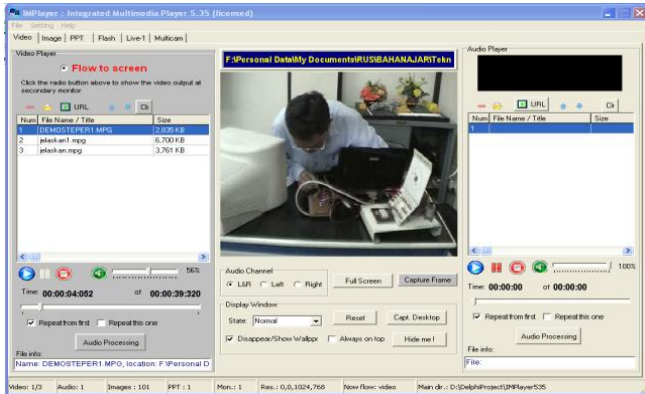 IMPlayer : Integrated Multimedia Player 5.35 (licensed)
File Setting Help
Video Image PPT Flash Live-1 Multicam
Video Player
Flow to screen
Click the radio button above to show the video output at
secondary monitor
URL Clr
Num File Name / Title Size
1 DEMOSTEPER1.MPG 2,835 KB
2 jelaskan1.mpg 6,700 KB
3 jelaskan.mpg 3,761 KB
56%
Time: 00:00:04:052 of 00:00:39:320
Repeat from first Repeat this one
Audio Processing
File info:
Name: DEMOSTEPER1.MPG, location: F:\Personal D
F:\Personal Data\My Documents\RUS\BAHANAJAR\Tekn
Audio Channel
L&R Left Right
Full Screen Capture Frame
Display Window
State: Normal Reset Capt. Desktop
Disappear/Show Wallppr Always on top Hide me !
Audio Player
URL Clr
Num File Name / Title Size
1
100%
Time: 00:00:00 of 00:00:00
Repeat from first Repeat this one
Audio Processing
File info:
File:
Video: 1/3 Audio: 1 Images : 101 PPT : 1 Mon.: 1 Res.: 0,0,1024,768 Now flow: video Main dir.: D:\DelphiProject\IMPlayer535